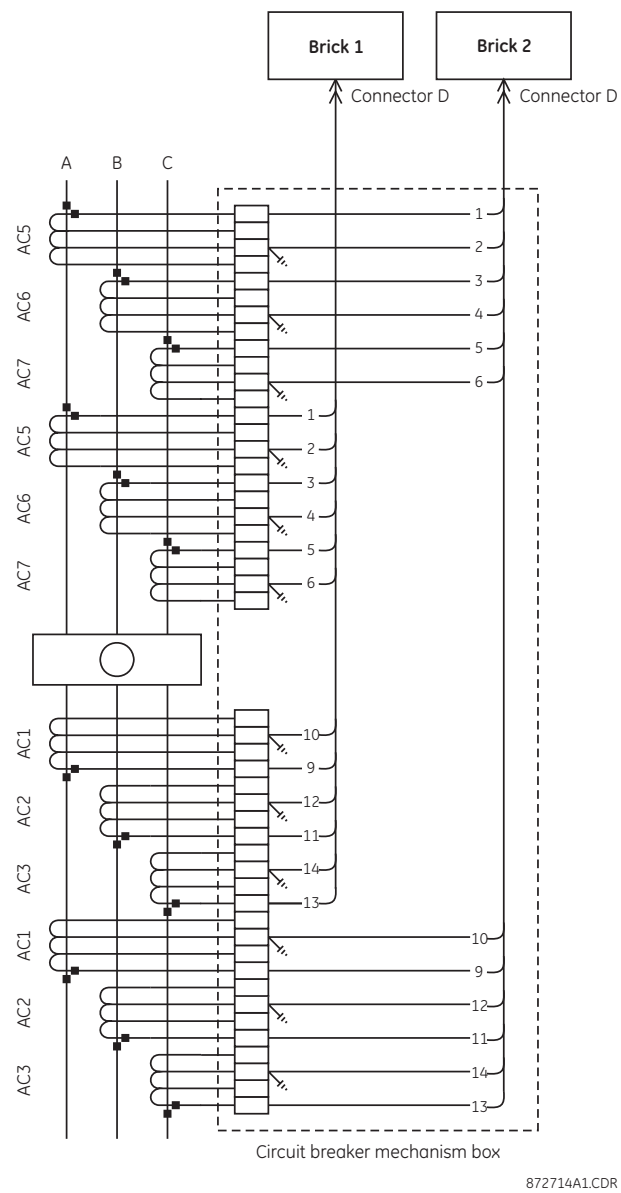 Brick 1 Brick 2
Connector D Connector D
A B C
AC5
1
2
AC6
3
4
AC7
5
6
AC5
1
2
AC6
3
4
AC7
5
6
AC1
10
9
AC2
12
11
AC3
14
13
AC1
10
9
AC2
12
11
AC3
14
13
Circuit breaker mechanism box
872714A1.CDR